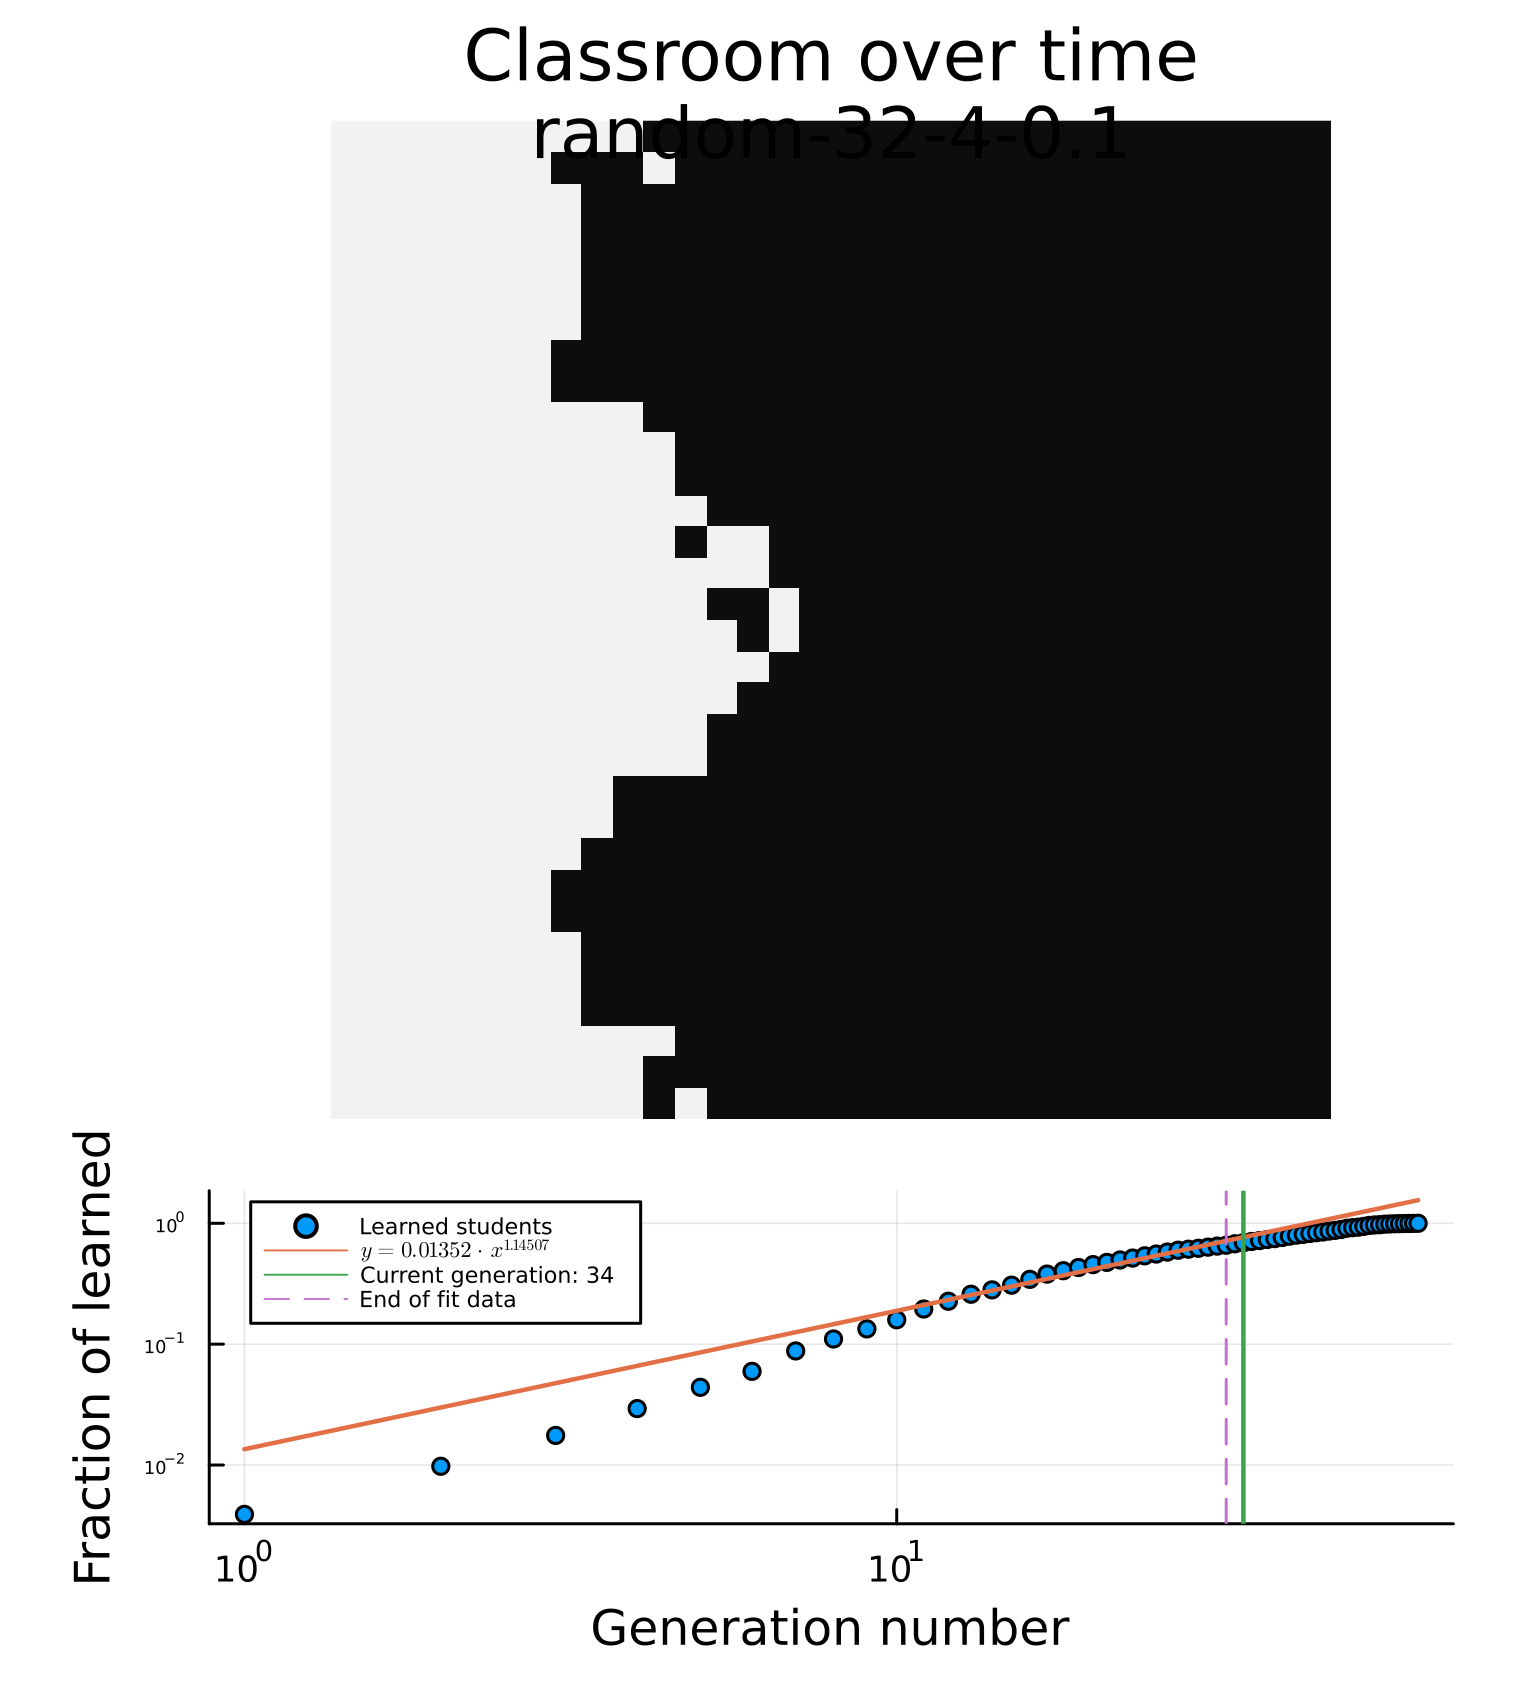 Classroom over time
random-32-4-0.1
Fraction of learned
10^0
10^-1
10^-2
Learned students
y = 0.01352 · x^1.14507
Current generation: 34
End of fit data
10^0
10^1
Generation number